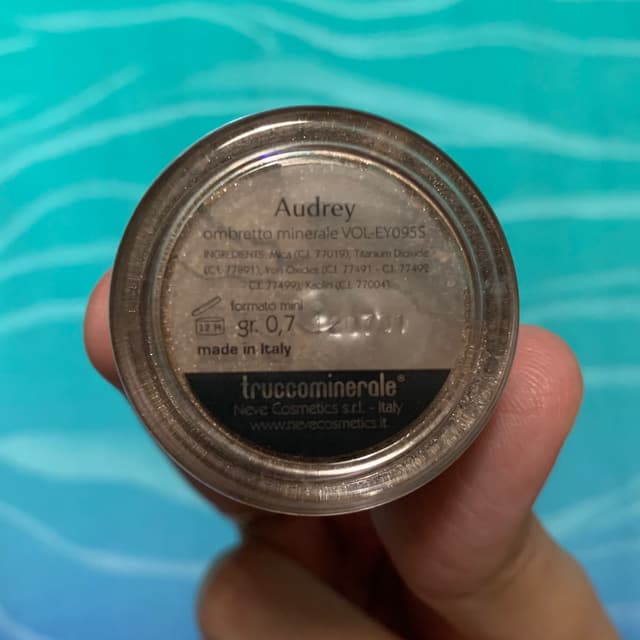 Audrey
ombretto minerale VOL-EY095S
INGREDIENTS: Mica (C.I. 77019), Titanium Dioxide
(C.I. 77891), Iron Oxides (C.I. 77491 - C.I. 77492
C.I. 77499), Kaolin (C.I. 77004)
formato mini
12 M gr. 0,7
made in Italy
truccominerale®
Neve Cosmetics s.r.l. - Italy
www.nevecosmetics.it